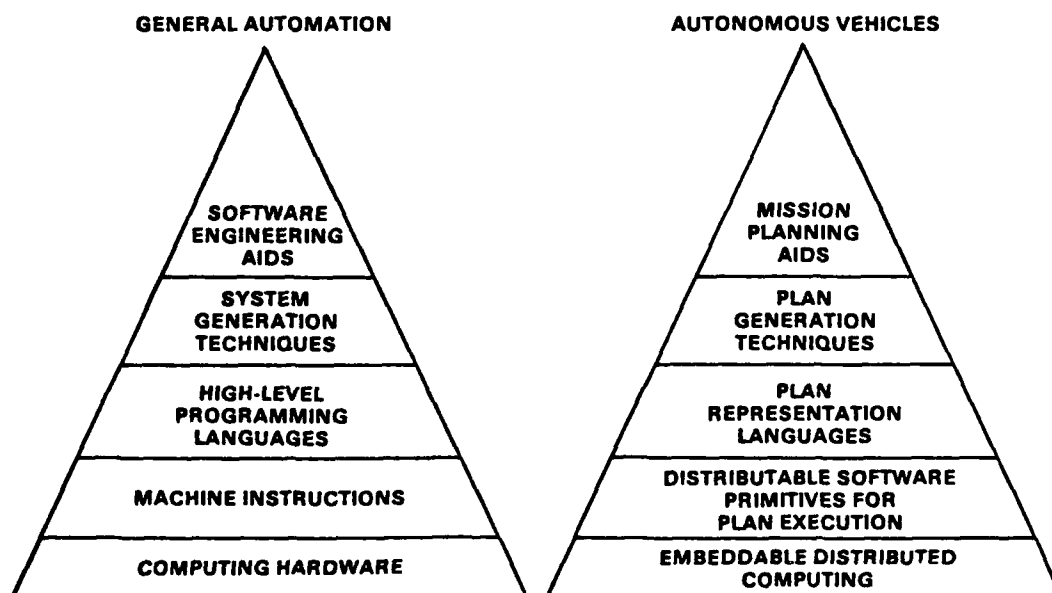 GENERAL AUTOMATION
SOFTWARE
ENGINEERING
AIDS
SYSTEM
GENERATION
TECHNIQUES
HIGH-LEVEL
PROGRAMMING
LANGUAGES
MACHINE INSTRUCTIONS
COMPUTING HARDWARE
AUTONOMOUS VEHICLES
MISSION
PLANNING
AIDS
PLAN
GENERATION
TECHNIQUES
PLAN
REPRESENTATION
LANGUAGES
DISTRIBUTABLE SOFTWARE
PRIMITIVES FOR
PLAN EXECUTION
EMBEDDABLE DISTRIBUTED
COMPUTING